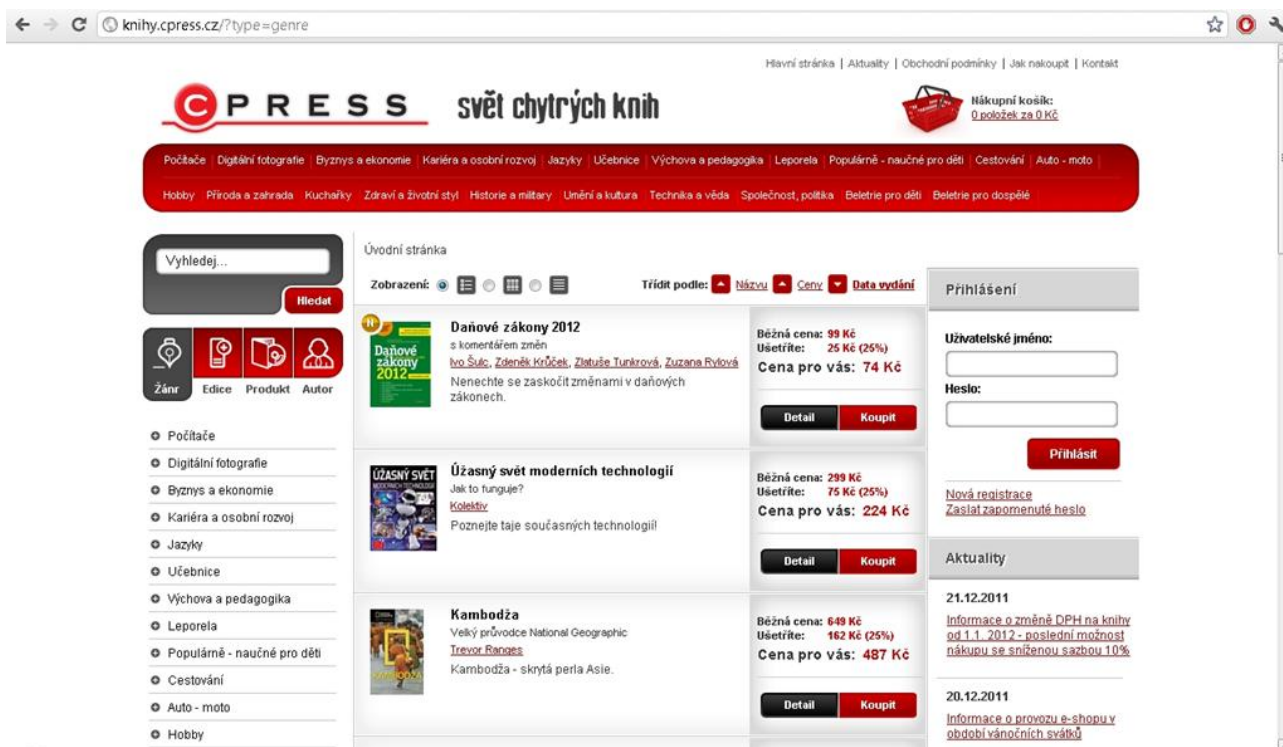 knihy.cpress.cz/?type=genre
Hlavní stránka | Aktuality | Obchodní podmínky | Jak nakoupit | Kontakt
CPRESS svět chytrých knih
Nákupní košík:
0 položek za 0 Kč
Počítače | Digitální fotografie | Byznys a ekonomie | Kariéra a osobní rozvoj | Jazyky | Učebnice | Výchova a pedagogika | Leporela | Populárně - naučné pro děti | Cestování | Auto - moto |
Hobby Příroda a zahrada Kuchařky Zdraví a životní styl Historie a military Umění a kultura Technika a věda Společnost, politika Beletrie pro děti Beletrie pro dospělé
Vyhledej...
Hledat
Žánr Edice Produkt Autor
Počítače
Digitální fotografie
Byznys a ekonomie
Kariéra a osobní rozvoj
Jazyky
Učebnice
Výchova a pedagogika
Leporela
Populárně - naučné pro děti
Cestování
Auto - moto
Hobby
Úvodní stránka
Zobrazení:
Třídit podle: Názvu Ceny Data vydání
N
Daňové
zákony
2012
Daňové zákony 2012
s komentářem změn
Ivo Šulc, Zdeněk Krůček, Zlatuše Tunkrová, Zuzana Rylová
Nenechte se zaskočit změnami v daňových
zákonech.
Běžná cena: 99 Kč
Ušetříte: 25 Kč (25%)
Cena pro vás: 74 Kč
Detail Koupit
ÚŽASNÝ SVĚT
MODERNÍCH TECHNOLOGIÍ
Úžasný svět moderních technologií
Jak to funguje?
Kolektiv
Poznejte taje současných technologií!
Běžná cena: 299 Kč
Ušetříte: 75 Kč (25%)
Cena pro vás: 224 Kč
Detail Koupit
KAMBODŽA
Kambodža
Velký průvodce National Geographic
Trevor Ranges
Kambodža - skrytá perla Asie.
Běžná cena: 649 Kč
Ušetříte: 162 Kč (25%)
Cena pro vás: 487 Kč
Detail Koupit
Přihlášení
Uživatelské jméno:
Heslo:
Přihlásit
Nová registrace
Zaslat zapomenuté heslo
Aktuality
21.12.2011
Informace o změně DPH na knihy
od 1.1. 2012 - poslední možnost
nákupu se sníženou sazbou 10%
20.12.2011
Informace o provozu e-shopu v
období vánočních svátků